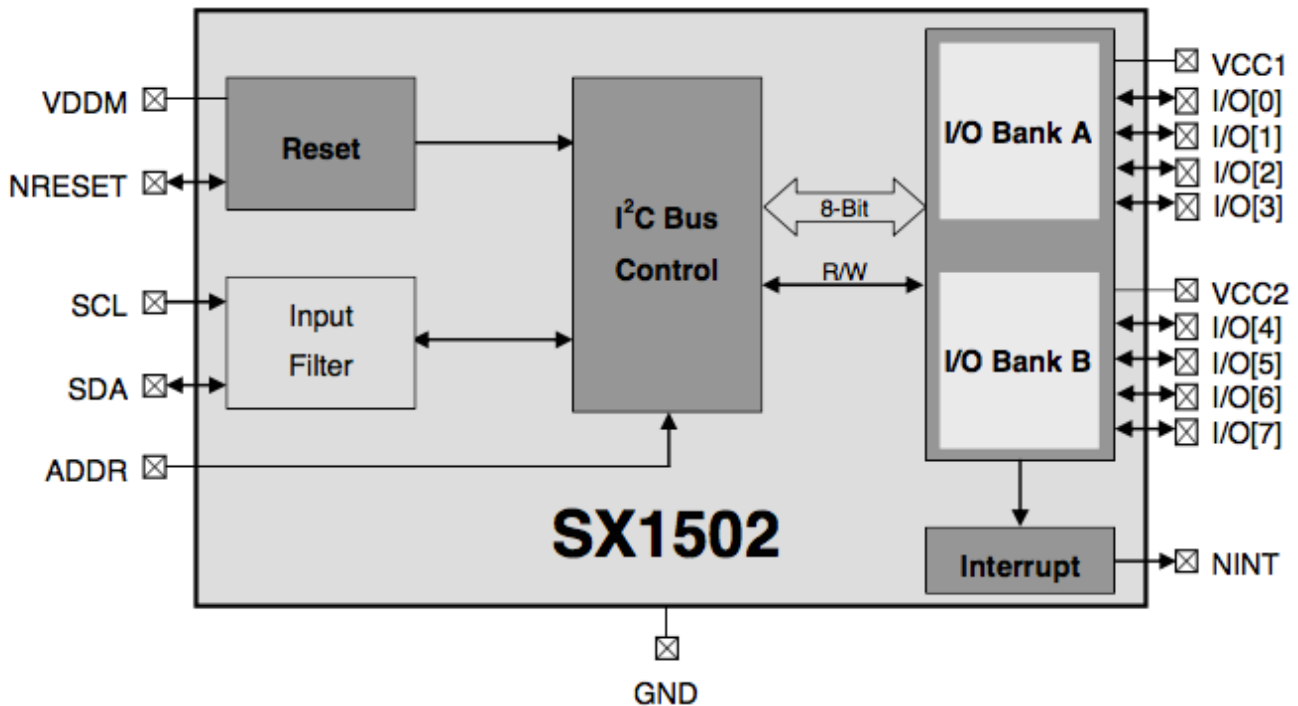 VDDM
NRESET
SCL
SDA
ADDR
Reset
Input
Filter
I²C Bus
Control
8-Bit
R/W
I/O Bank A
I/O Bank B
Interrupt
VCC1
I/O[0]
I/O[1]
I/O[2]
I/O[3]
VCC2
I/O[4]
I/O[5]
I/O[6]
I/O[7]
NINT
SX1502
GND